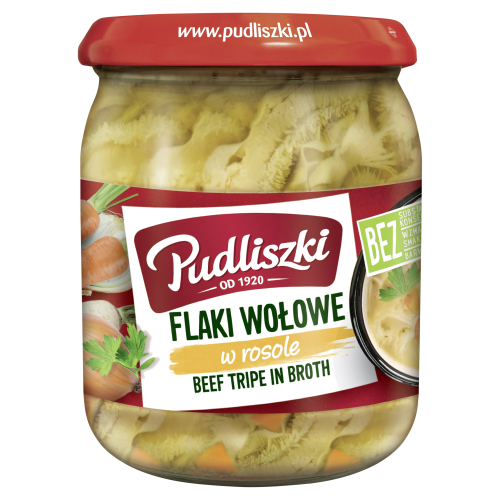 www.pudliszki.pl
Pudliszki
OD 1920
FLAKI WOŁOWE
w rosole
BEEF TRIPE IN BROTH
BEZ